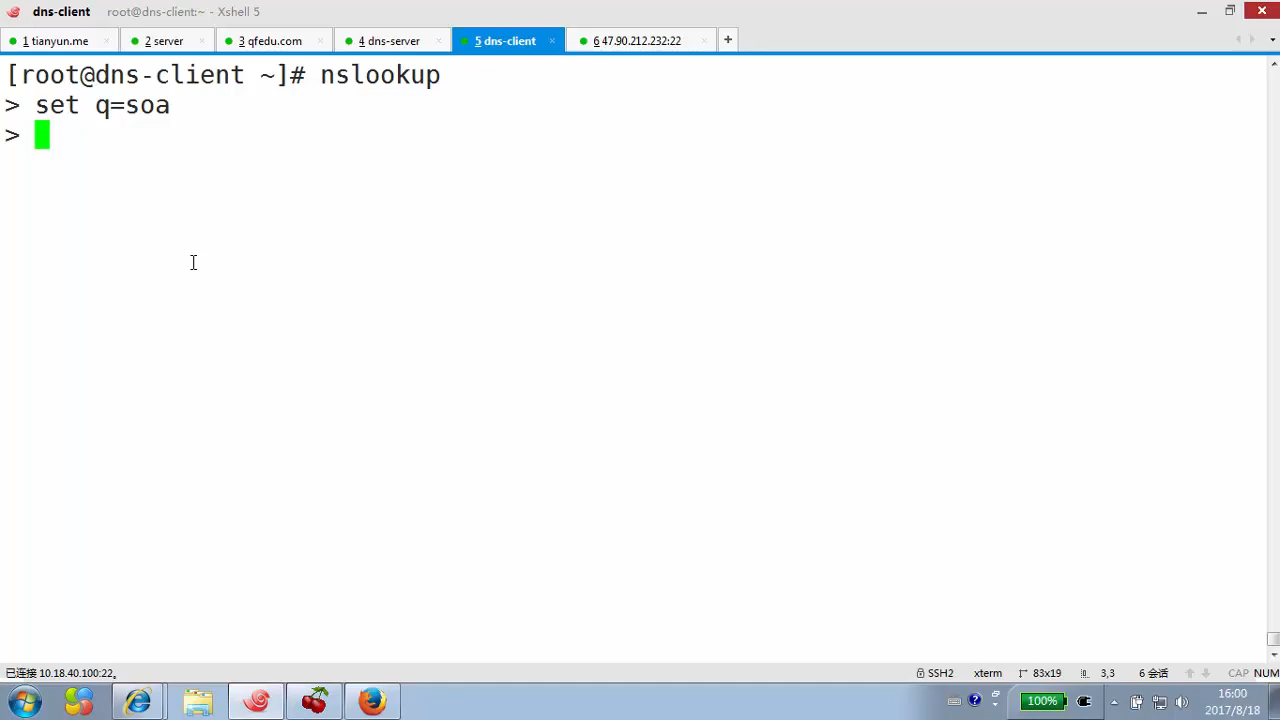 dns-client root@dns-client:~ - Xshell 5
1 tianyun.me 2 server 3 qfedu.com 4 dns-server 5 dns-client 6 47.90.212.232:22
[root@dns-client ~]# nslookup
> set q=soa
>
已连接 10.18.40.100:22。 SSH2 xterm 83x19 3,3 6 会话 CAP NUM
100% 16:00
2017/8/18